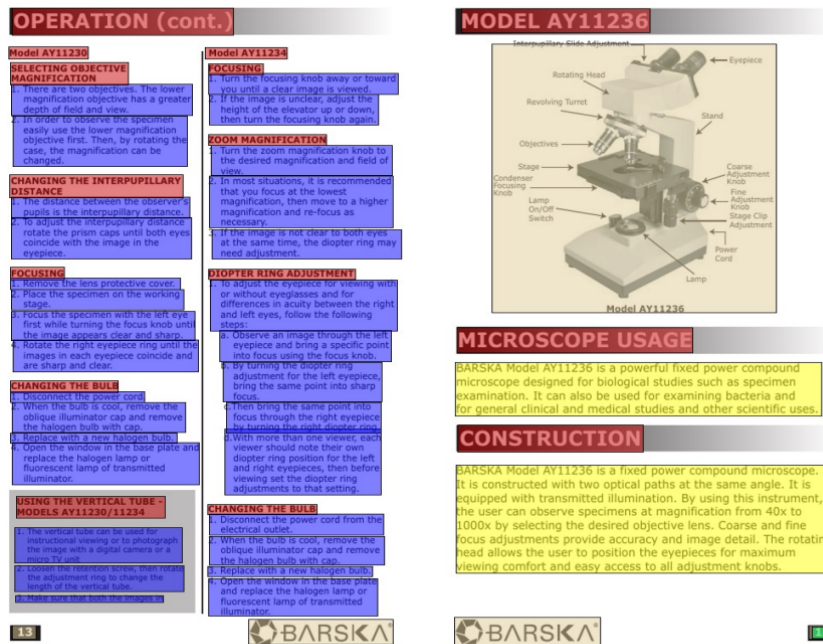 OPERATION (cont.)
Model AY11230
SELECTING OBJECTIVE
MAGNIFICATION
1. There are two objectives. The lower
magnification objective has a greater
depth of field and view.
2. In order to observe the specimen
easily use the lower magnification
objective first. Then, by rotating the
case, the magnification can be
changed.
CHANGING THE INTERPUPILLARY
DISTANCE
1. The distance between the observer's
pupils is the interpupillary distance.
2. To adjust the interpupillary distance
rotate the prism caps until both eyes
coincide with the image in the
eyepiece.
FOCUSING
1. Remove the lens protective cover.
2. Place the specimen on the working
stage.
3. Focus the specimen with the left eye
first while turning the focus knob until
the image appears clear and sharp.
4. Rotate the right eyepiece ring until the
images in each eyepiece coincide and
are sharp and clear.
CHANGING THE BULB
1. Disconnect the power cord.
2. When the bulb is cool, remove the
oblique illuminator cap and remove
the halogen bulb with cap.
3. Replace with a new halogen bulb.
4. Open the window in the base plate and
replace the halogen lamp or
fluorescent lamp of transmitted
illuminator.
USING THE VERTICAL TUBE -
MODELS AY11230/11234
1. The vertical tube can be used for
instructional viewing or to photograph
the image with a digital camera or a
micro TV unit
2. Loosen the retention screw, then rotate
the adjustment ring to change the
length of the vertical tube.
3. Make sure that both the images in
13
Model AY11234
FOCUSING
1. Turn the focusing knob away or toward
you until a clear image is viewed.
2. If the image is unclear, adjust the
height of the elevator up or down,
then turn the focusing knob again.
ZOOM MAGNIFICATION
1. Turn the zoom magnification knob to
the desired magnification and field of
view.
2. In most situations, it is recommended
that you focus at the lowest
magnification, then move to a higher
magnification and re-focus as
necessary.
3. If the image is not clear to both eyes
at the same time, the diopter ring may
need adjustment.
DIOPTER RING ADJUSTMENT
1. To adjust the eyepiece for viewing with
or without eyeglasses and for
differences in acuity between the right
and left eyes, follow the following
steps:
a. Observe an image through the left
eyepiece and bring a specific point
into focus using the focus knob.
b. By turning the diopter ring
adjustment for the left eyepiece,
bring the same point into sharp
focus.
c.Then bring the same point into
focus through the right eyepiece
by turning the right diopter ring.
d.With more than one viewer, each
viewer should note their own
diopter ring position for the left
and right eyepieces, then before
viewing set the diopter ring
adjustments to that setting.
CHANGING THE BULB
1. Disconnect the power cord from the
electrical outlet.
2. When the bulb is cool, remove the
oblique illuminator cap and remove
the halogen bulb with cap.
3. Replace with a new halogen bulb.
4. Open the window in the base plate
and replace the halogen lamp or
fluorescent lamp of transmitted
illuminator.
BARSKA
MODEL AY11236
Interpupillary Slide Adjustment
Eyepiece
Rotating Head
Revolving Turret
Stand
Objectives
Stage
Coarse
Adjustment
Knob
Condenser
Focusing
Knob
Fine
Adjustment
Knob
Lamp
On/Off
Switch
Stage Clip
Adjustment
Power
Cord
Lamp
Model AY11236
MICROSCOPE USAGE
BARSKA Model AY11236 is a powerful fixed power compound
microscope designed for biological studies such as specimen
examination. It can also be used for examining bacteria and
for general clinical and medical studies and other scientific uses.
CONSTRUCTION
BARSKA Model AY11236 is a fixed power compound microscope.
It is constructed with two optical paths at the same angle. It is
equipped with transmitted illumination. By using this instrument,
the user can observe specimens at magnification from 40x to
1000x by selecting the desired objective lens. Coarse and fine
focus adjustments provide accuracy and image detail. The rotatin
head allows the user to position the eyepieces for maximum
viewing comfort and easy access to all adjustment knobs.
BARSKA